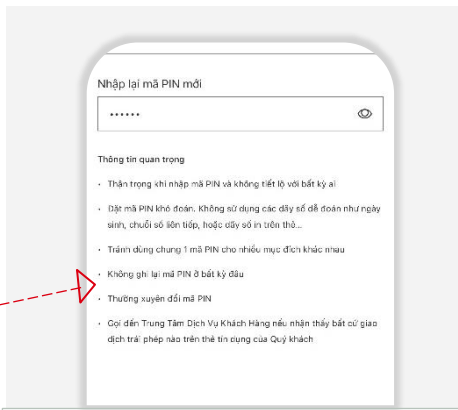 Nhập lại mã PIN mới
••••••
Thông tin quan trọng
• Thận trọng khi nhập mã PIN và không tiết lộ với bất kỳ ai
• Đặt mã PIN khó đoán. Không sử dụng các dãy số dễ đoán như ngày
sinh, chuỗi số liên tiếp, hoặc dãy số in trên thẻ...
• Tránh dùng chung 1 mã PIN cho nhiều mục đích khác nhau
• Không ghi lại mã PIN ở bất kỳ đâu
• Thường xuyên đổi mã PIN
• Gọi đến Trung Tâm Dịch Vụ Khách Hàng nếu nhận thấy bất cứ giao
dịch trái phép nào trên thẻ tín dụng của Quý khách